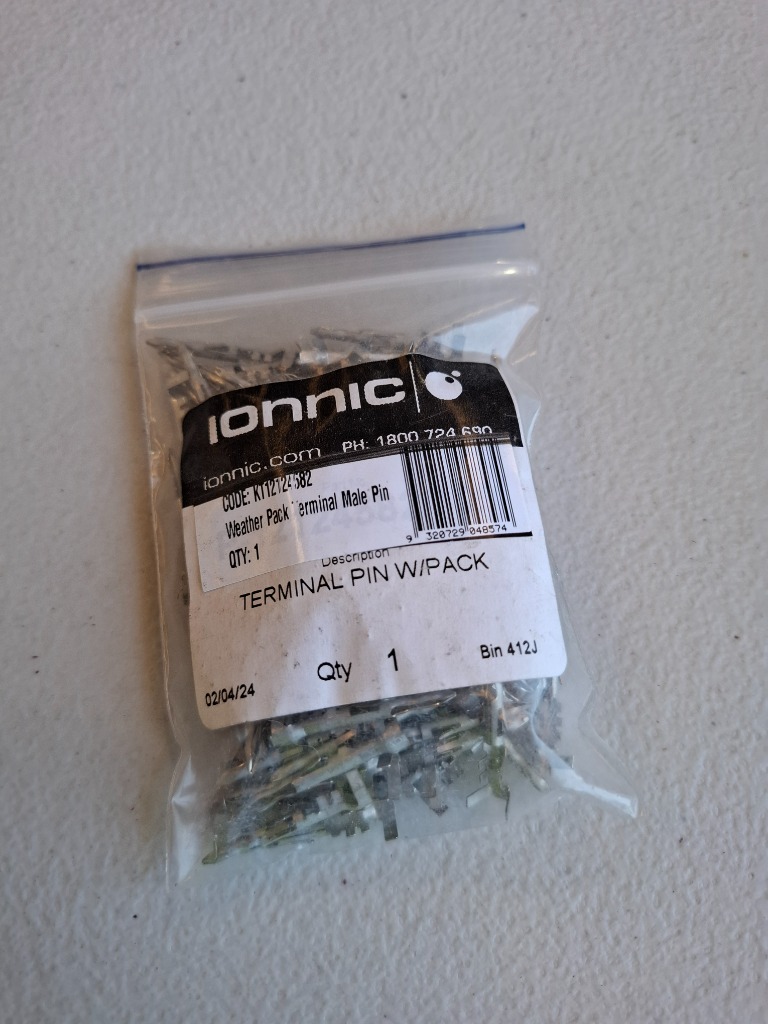 ionnic
ionnic.com PH: 1800 724 690
CODE:
Weather Pack Terminal Male Pin
QTY: 1
9 320729 048574
Description
TERMINAL PIN W/PACK
Qty 1
Bin 412J
02/04/24